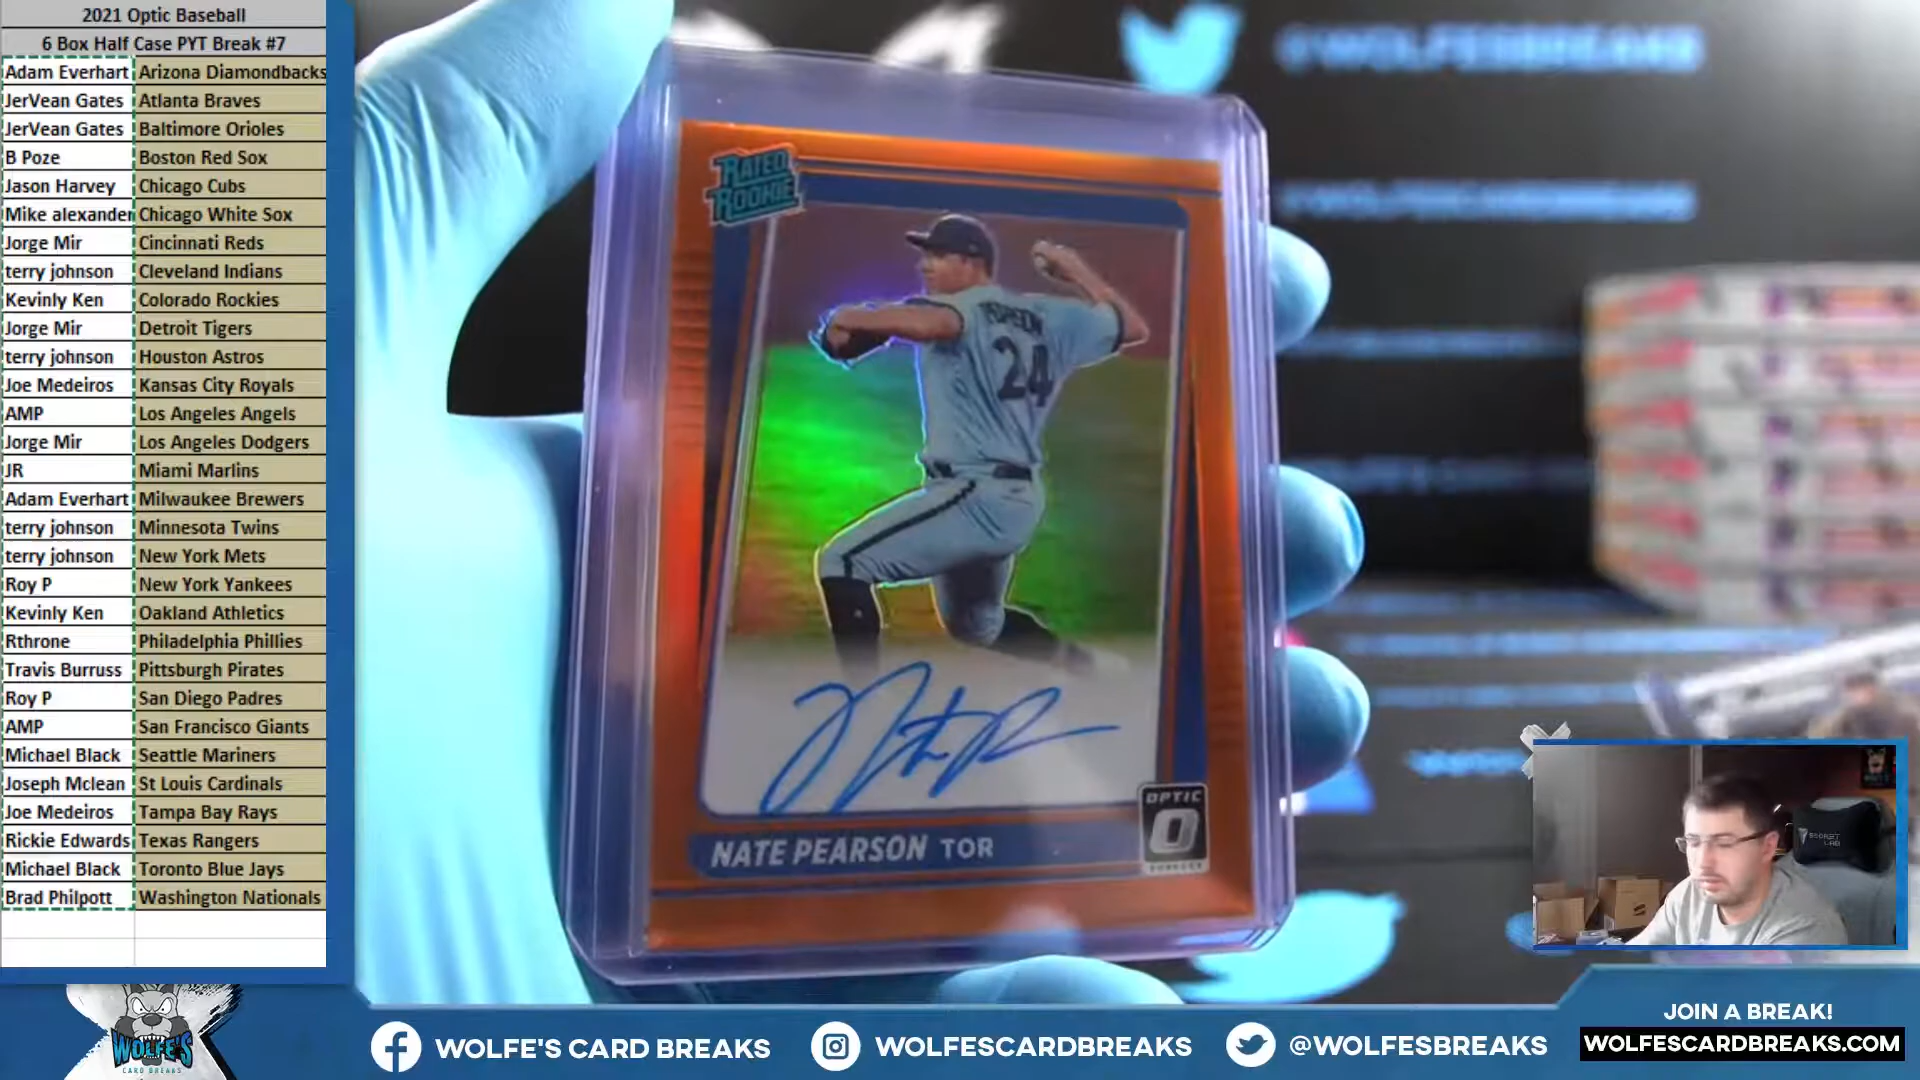 2021 Optic Baseball
6 Box Half Case PYT Break #7
Adam Everhart Arizona Diamondbacks
JerVean Gates Atlanta Braves
JerVean Gates Baltimore Orioles
B Poze Boston Red Sox
Jason Harvey Chicago Cubs
Mike alexander Chicago White Sox
Jorge Mir Cincinnati Reds
terry johnson Cleveland Indians
Kevinly Ken Colorado Rockies
Jorge Mir Detroit Tigers
terry johnson Houston Astros
Joe Medeiros Kansas City Royals
AMP Los Angeles Angels
Jorge Mir Los Angeles Dodgers
JR Miami Marlins
Adam Everhart Milwaukee Brewers
terry johnson Minnesota Twins
terry johnson New York Mets
Roy P New York Yankees
Kevinly Ken Oakland Athletics
Rthrone Philadelphia Phillies
Travis Burruss Pittsburgh Pirates
Roy P San Diego Padres
AMP San Francisco Giants
Michael Black Seattle Mariners
Joseph Mclean St Louis Cardinals
Joe Medeiros Tampa Bay Rays
Rickie Edwards Texas Rangers
Michael Black Toronto Blue Jays
Brad Philpott Washington Nationals
@WOLFESBREAKS
RATED
ROOKIE
PEARSON
24
NATE PEARSON TOR
OPTIC
O
SECRET
LAB
WOLFE'S
CARD BREAKS
WOLFE'S CARD BREAKS
WOLFESCARDBREAKS
@WOLFESBREAKS
JOIN A BREAK!
WOLFESCARDBREAKS.COM